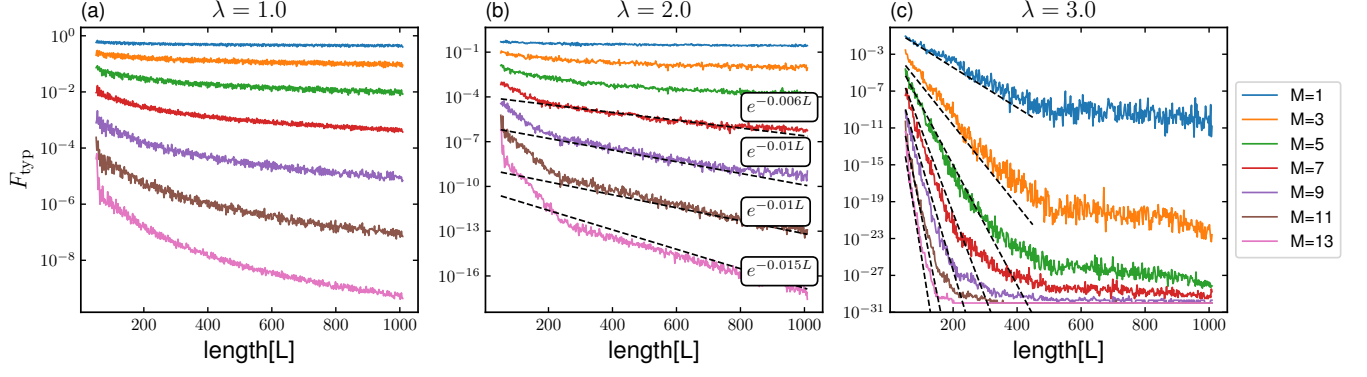 (a)
λ = 1.0
F_typ
10^0
10^−2
10^−4
10^−6
10^−8
200
400
600
800
1000
length[L]
(b)
λ = 2.0
10^−1
10^−4
10^−7
10^−10
10^−13
10^−16
e^−0.006L
e^−0.01L
e^−0.01L
e^−0.015L
200
400
600
800
1000
length[L]
(c)
λ = 3.0
10^−3
10^−7
10^−11
10^−15
10^−19
10^−23
10^−27
10^−31
200
400
600
800
1000
length[L]
M=1
M=3
M=5
M=7
M=9
M=11
M=13